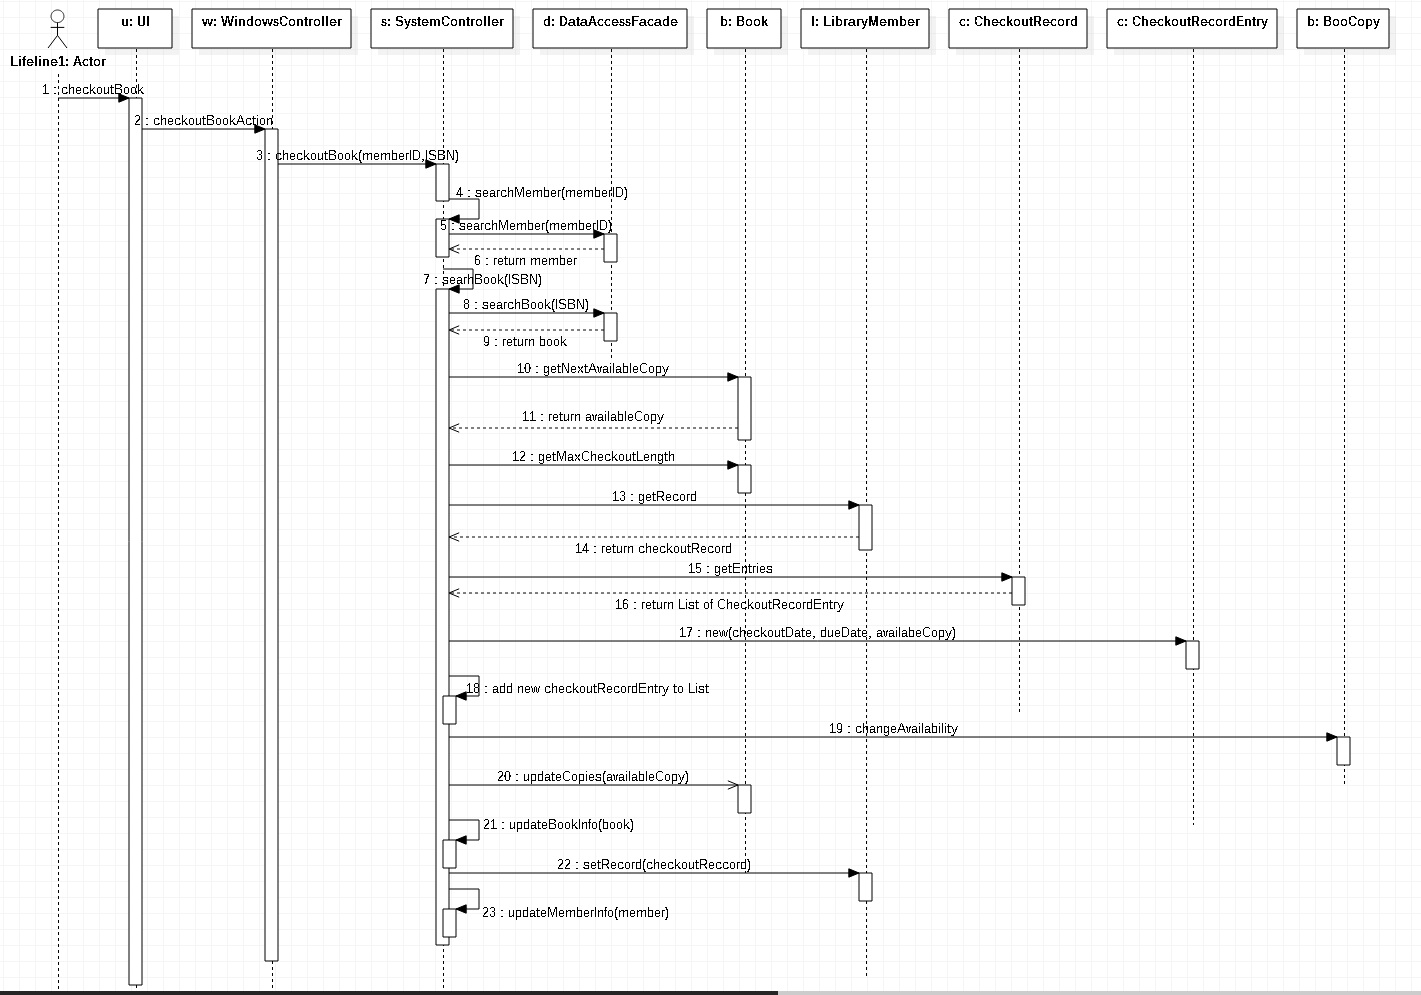 u: UI
w: WindowsController
s: SystemController
d: DataAccessFacade
b: Book
l: LibraryMember
c: CheckoutRecord
c: CheckoutRecordEntry
b: BooCopy
Lifeline1: Actor
1 : checkoutBook
2 : checkoutBookAction
3 : checkoutBook(memberID,ISBN)
4 : searchMember(memberID)
5 : searchMember(memberID)
6 : return member
7 : searhBook(ISBN)
8 : searchBook(ISBN)
9 : return book
10 : getNextAvailableCopy
11 : return availableCopy
12 : getMaxCheckoutLength
13 : getRecord
14 : return checkoutRecord
15 : getEntries
16 : return List of CheckoutRecordEntry
17 : new(checkoutDate, dueDate, availabeCopy)
18 : add new checkoutRecordEntry to List
19 : changeAvailability
20 : updateCopies(availableCopy)
21 : updateBookInfo(book)
22 : setRecord(checkoutReccord)
23 : updateMemberInfo(member)